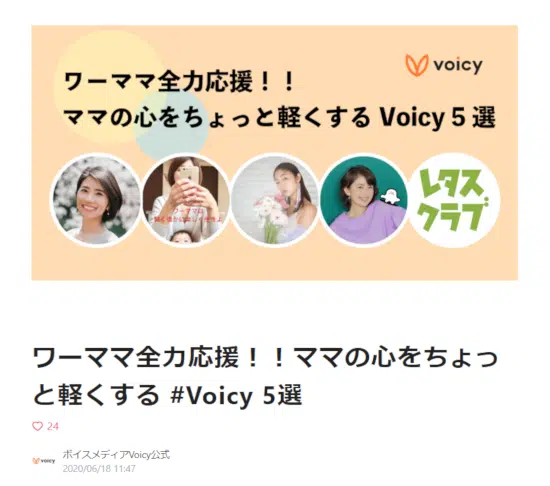 voicy
ワーママ全力応援！！
ママの心をちょっと軽くする Voicy 5 選
レタス
クラブ
ワーママ全力応援！！ママの心をちょっ
と軽くする #Voicy 5選
24
ボイスメディアVoicy公式
voicy
2020/06/18 11:47